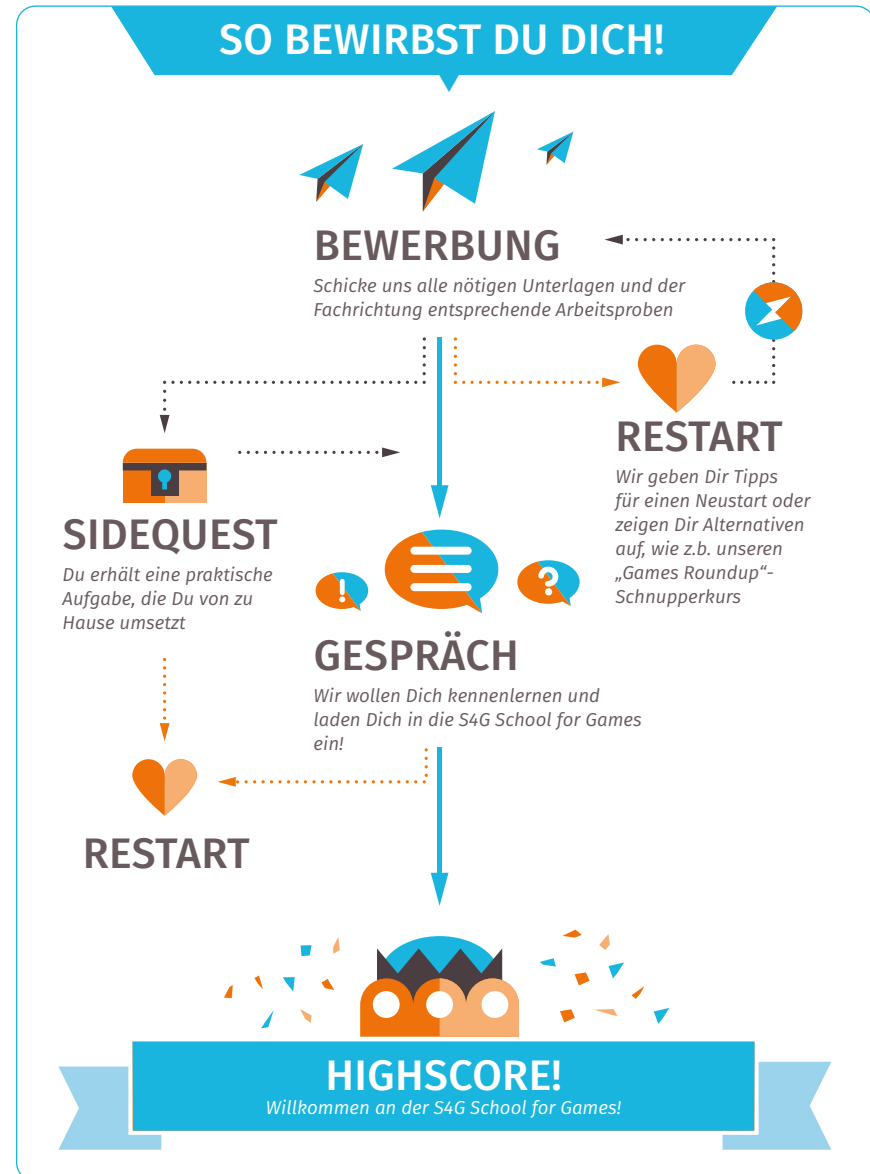 SO BEWIRBST DU DICH!
BEWERBUNG
Schicke uns alle nötigen Unterlagen und der
Fachrichtung entsprechende Arbeitsproben
RESTART
Wir geben Dir Tipps
für einen Neustart oder
zeigen Dir Alternativen
auf, wie z.b. unseren
„Games Roundup“-
Schnupperkurs
SIDEQUEST
Du erhält eine praktische
Aufgabe, die Du von zu
Hause umsetzt
!
?
GESPRÄCH
Wir wollen Dich kennenlernen und
laden Dich in die S4G School for Games
ein!
RESTART
HIGHSCORE!
Willkommen an der S4G School for Games!